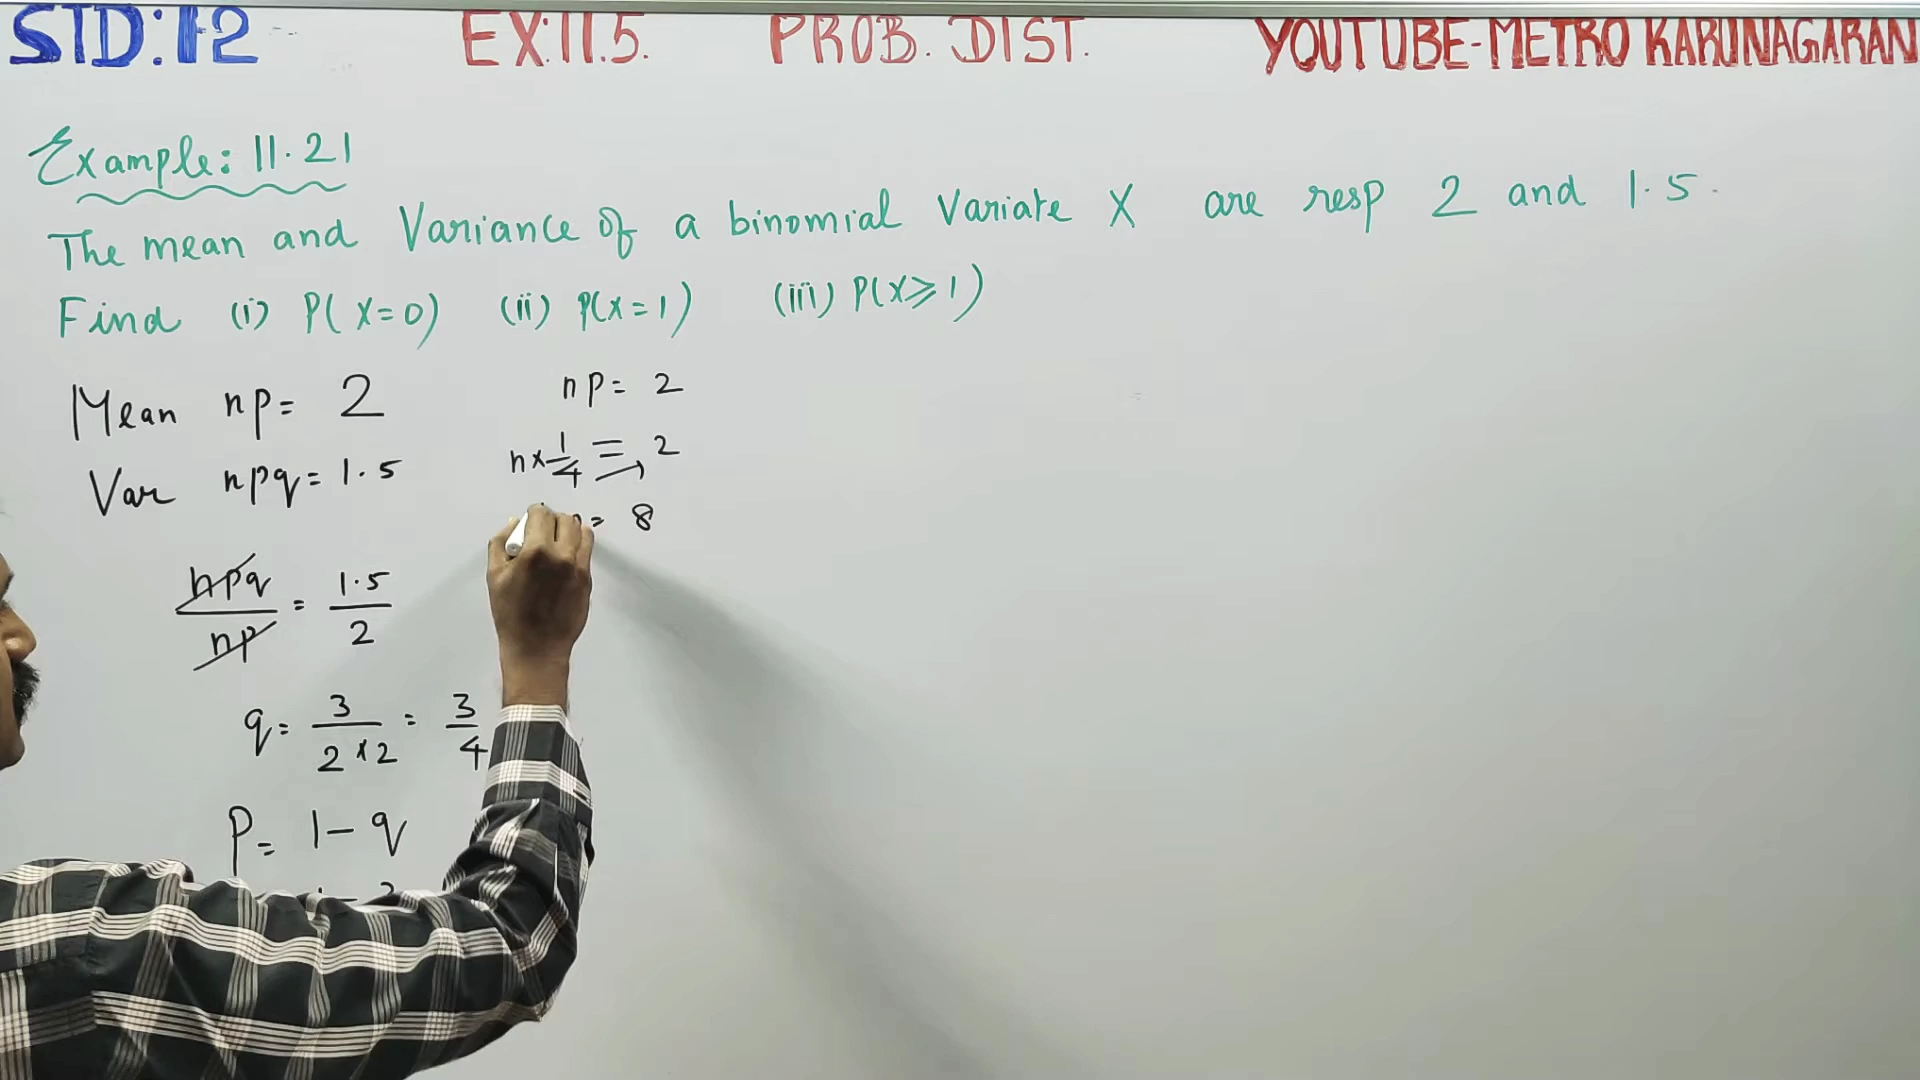 STD:12 EX:11.5. PROB. DIST. YOUTUBE-METRO KARUNAGARAN
Example: 11.21
The mean and Variance of a binomial Variate X are resp 2 and 1.5.
Find (i) P(X=0) (ii) P(X=1) (iii) P(X⩾1)
Mean np = 2
Var npq = 1.5
npq/np = 1.5/2
q = 3/2×2 = 3/4
P = 1 - q
np = 2
n×1/4 = 2
= 8